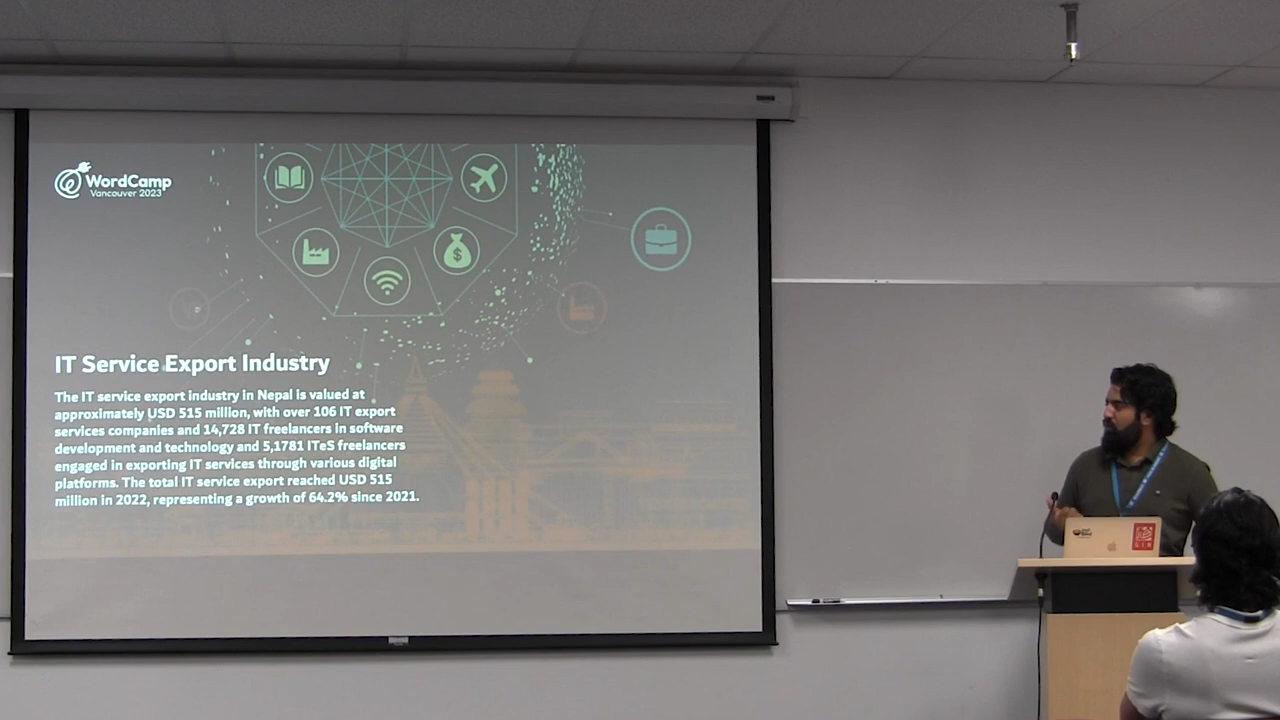 WordCamp
Vancouver 2023
$
IT Service Export Industry
The IT service export industry in Nepal is valued at
approximately USD 515 million, with over 106 IT export
services companies and 14,728 IT freelancers in software
development and technology and 5,1781 ITeS freelancers
engaged in exporting IT services through various digital
platforms. The total IT service export reached USD 515
million in 2022, representing a growth of 64.2% since 2021.